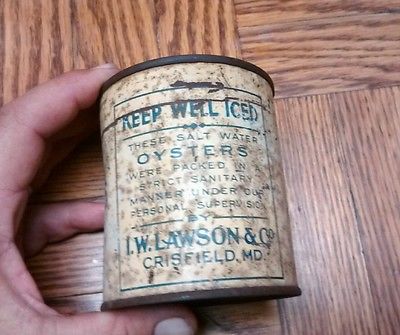 KEEP WELL ICED
THESE SALT WATER
OYSTERS
WERE PACKED IN A
STRICT SANITARY
MANNER UNDER OUR
PERSONAL SUPERVISIO
BY
I.W. LAWSON & CO
CRISFIELD, MD.